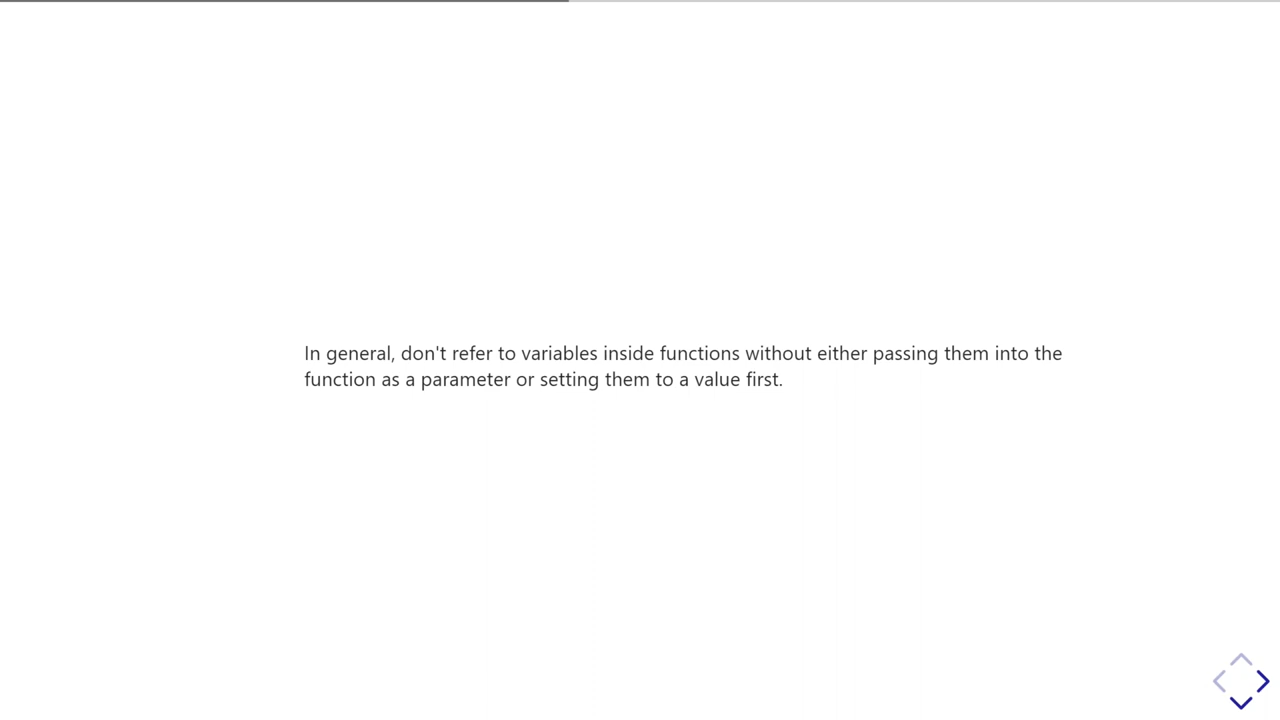 In general, don't refer to variables inside functions without either passing them into the
function as a parameter or setting them to a value first.